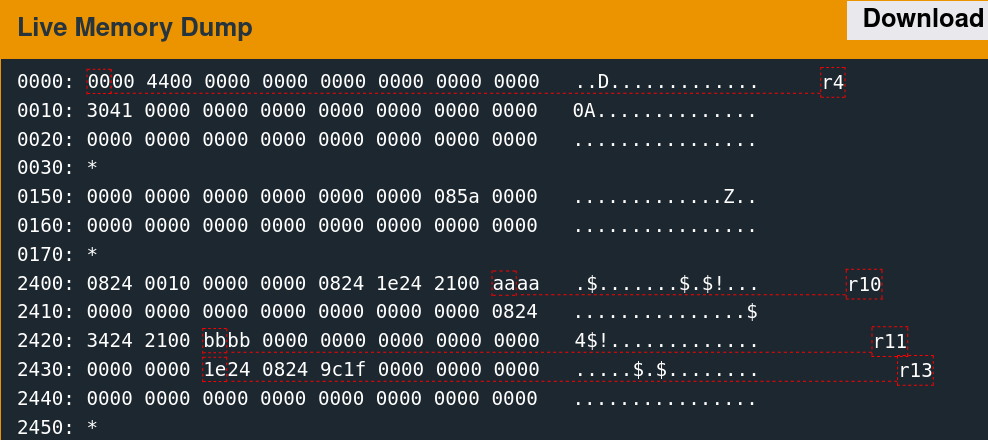 Live Memory Dump
Download
0000: 0000 4400 0000 0000 0000 0000 0000 0000 ..D............. r4
0010: 3041 0000 0000 0000 0000 0000 0000 0000 0A..............
0020: 0000 0000 0000 0000 0000 0000 0000 0000 ................
0030: *
0150: 0000 0000 0000 0000 0000 0000 085a 0000 .............Z..
0160: 0000 0000 0000 0000 0000 0000 0000 0000 ................
0170: *
2400: 0824 0010 0000 0000 0824 1e24 2100 aaaa .$.......$.$!... r10
2410: 0000 0000 0000 0000 0000 0000 0000 0824 ...............$
2420: 3424 2100 bbbb 0000 0000 0000 0000 0000 4$!............. r11
2430: 0000 0000 1e24 0824 9c1f 0000 0000 0000 .....$.$........ r13
2440: 0000 0000 0000 0000 0000 0000 0000 0000 ................
2450: *